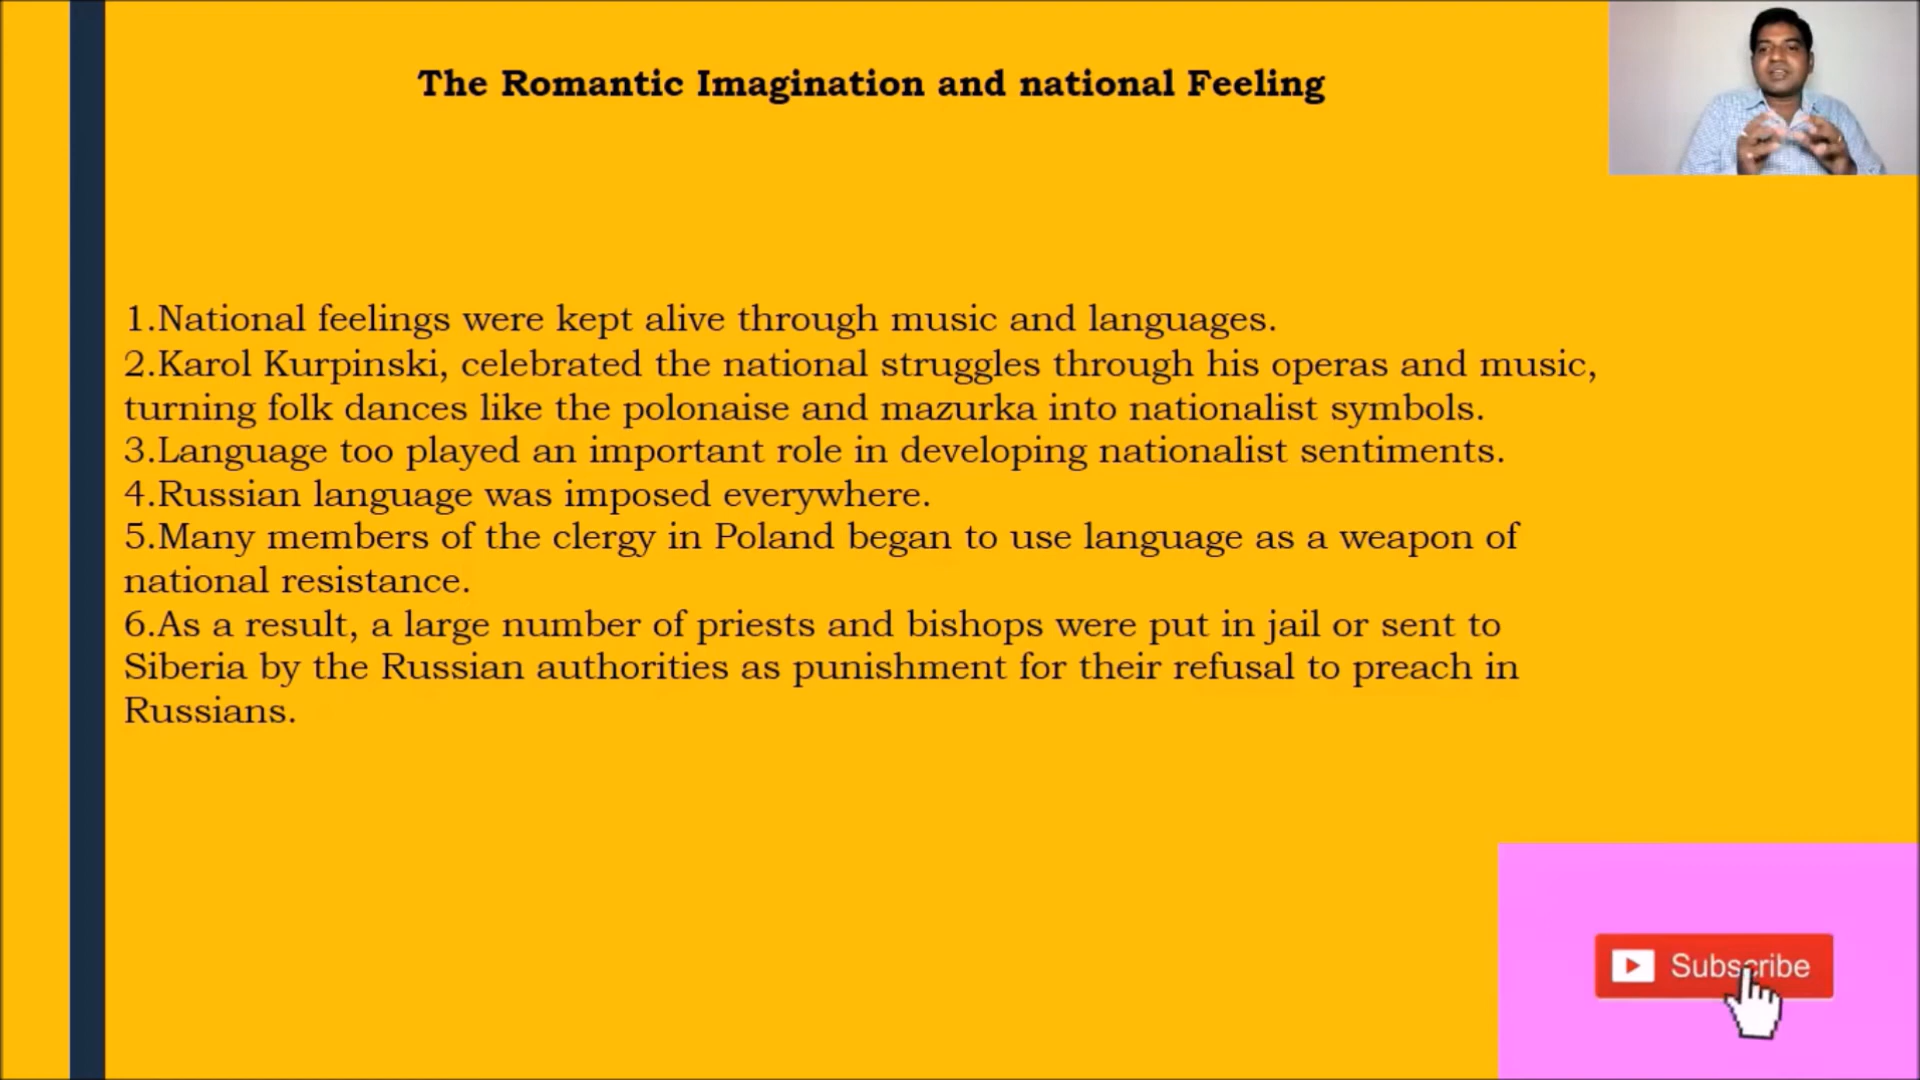 The Romantic Imagination and national Feeling
1.National feelings were kept alive through music and languages.
2.Karol Kurpinski, celebrated the national struggles through his operas and music,
turning folk dances like the polonaise and mazurka into nationalist symbols.
3.Language too played an important role in developing nationalist sentiments.
4.Russian language was imposed everywhere.
5.Many members of the clergy in Poland began to use language as a weapon of
national resistance.
6.As a result, a large number of priests and bishops were put in jail or sent to
Siberia by the Russian authorities as punishment for their refusal to preach in
Russians.
Subscribe